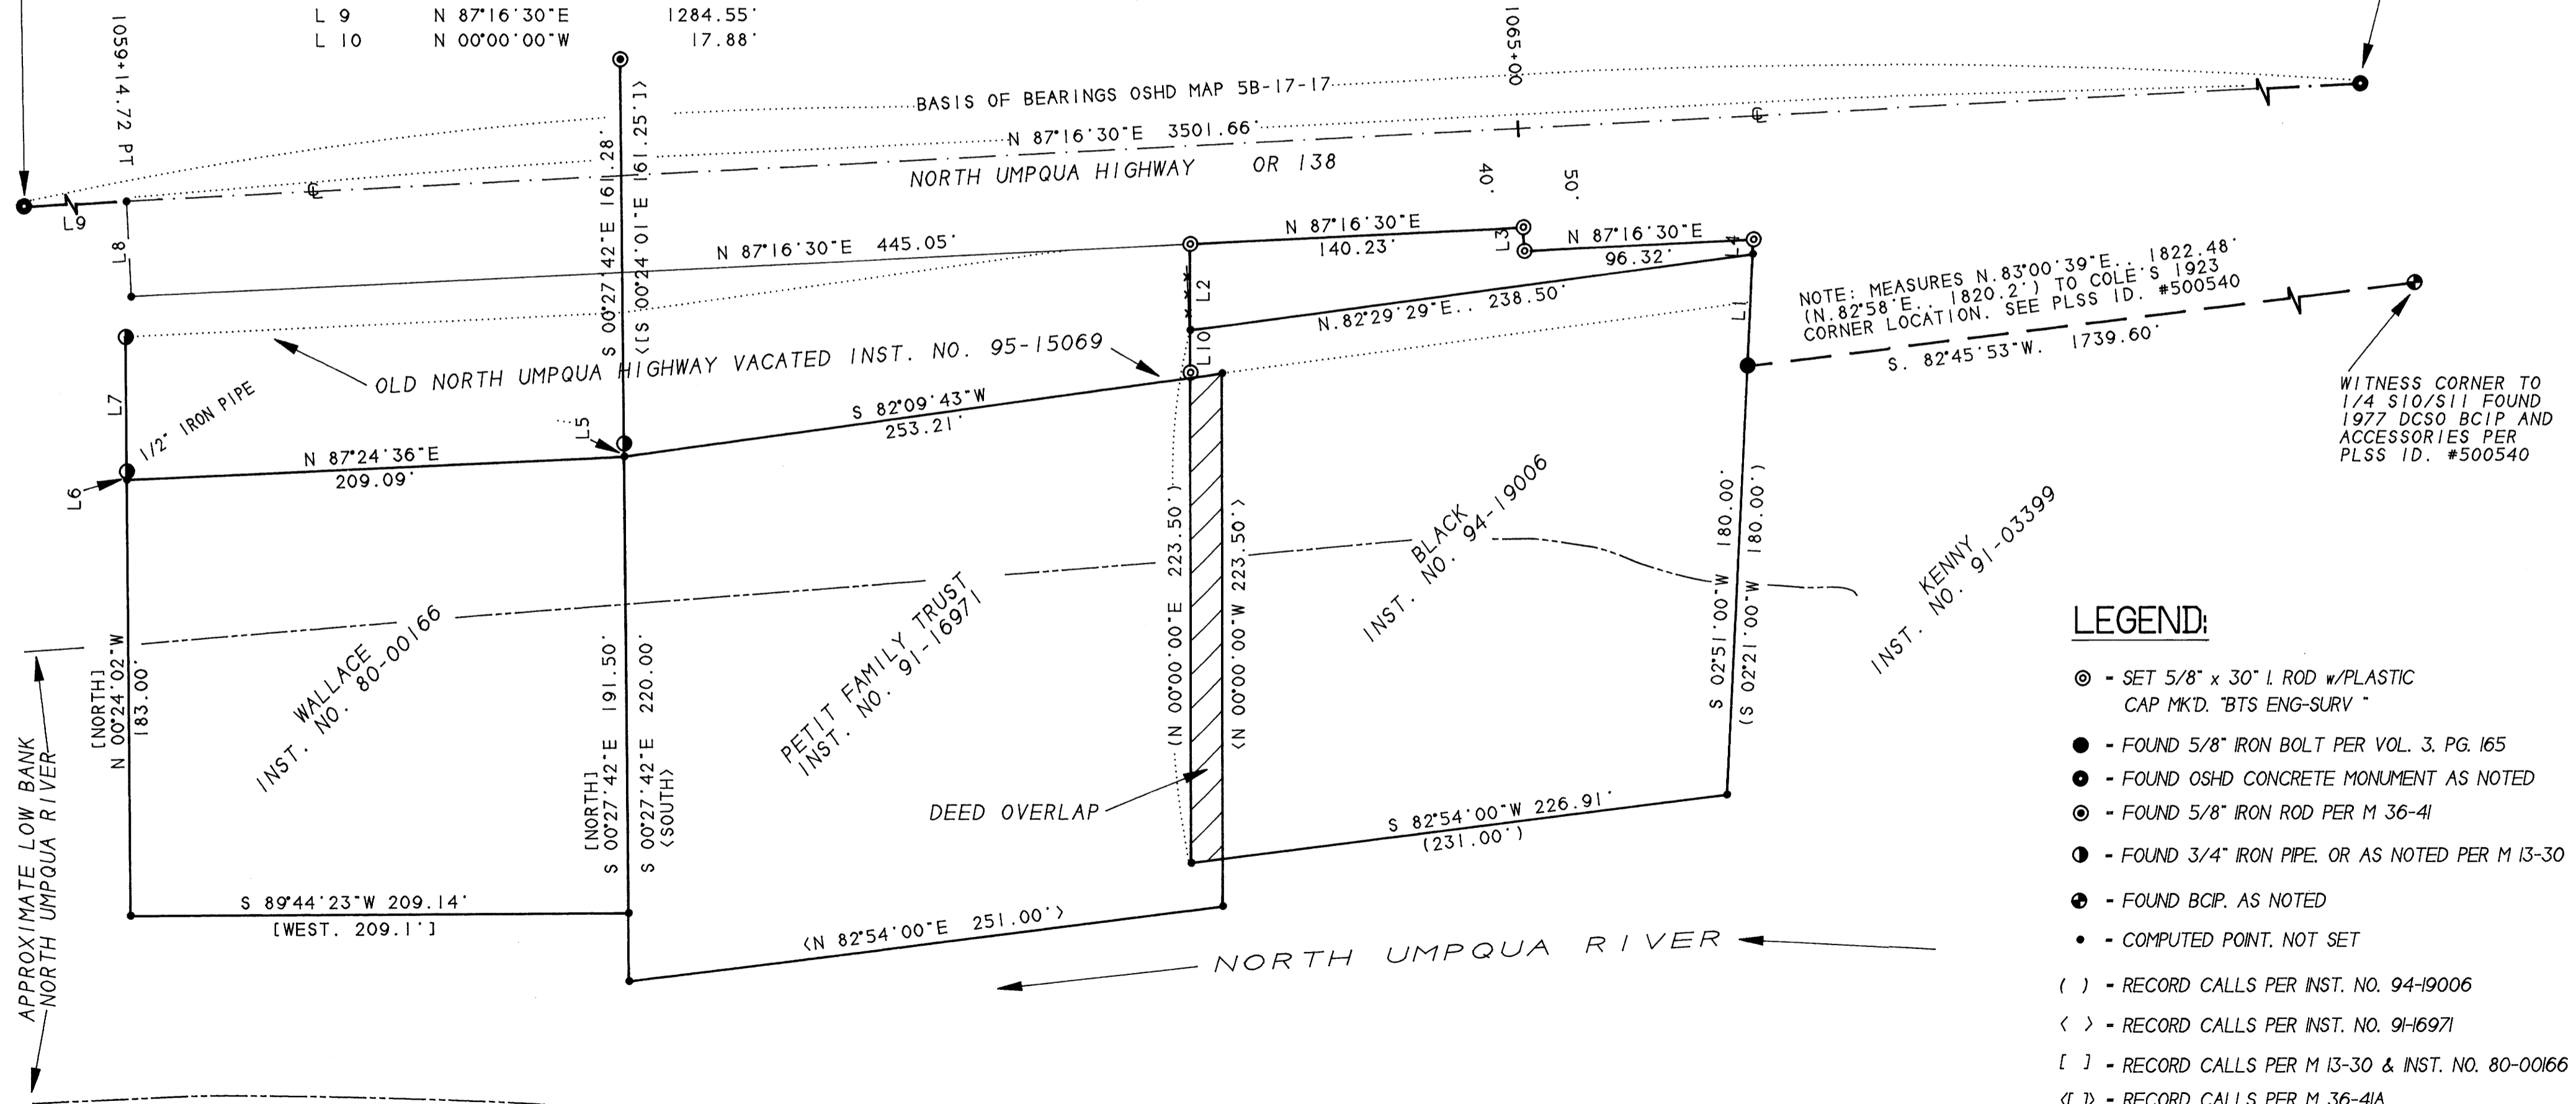 L 9 N 87°16'30"E 1284.55'
L 10 N 00°00'00"W 17.88'
1059+14.72 PT
1065+00
BASIS OF BEARINGS OSHD MAP 5B-17-17
N 87°16'30"E 3501.66'
NORTH UMPQUA HIGHWAY OR 138
40'
50'
L9
L8
S 00°27'42"E 161.28'
<[S 00°24'01"E 161.25']>
N 87°16'30"E 445.05'
N 87°16'30"E
140.23'
L3
N 87°16'30"E
96.32'
L4
L2
N.82°29'29"E.. 238.50'
L1
L10
NOTE: MEASURES N.83°00'39"E.. 1822.48'
(N.82°58'E.. 1820.2') TO COLE'S 1923
CORNER LOCATION. SEE PLSS ID. #500540
S. 82°45'53"W. 1739.60'
WITNESS CORNER TO
1/4 S10/S11 FOUND
1977 DCSO BCIP AND
ACCESSORIES PER
PLSS ID. #500540
OLD NORTH UMPQUA HIGHWAY VACATED INST. NO. 95-15069
L7
1/2" IRON PIPE
L5
S 82°09'43"W
253.21'
N 87°24'36"E
209.09'
L6
(N 00°00'00"E 223.50')
<N 00°00'00"W 223.50'>
BLACK
INST. NO. 94-19006
S 02°51'00"W 180.00'
(S 02°21'00"W 180.00')
KENNY
INST. NO. 91-03399
[NORTH]
N 00°24'02"W
183.00'
WALLACE
INST. NO. 80-00166
PETIT FAMILY TRUST
INST. NO. 91-16971
[NORTH]
S 00°27'42"E 191.50'
S 00°27'42"E 220.00'
<SOUTH>
DEED OVERLAP
S 82°54'00"W 226.91'
(231.00')
S 89°44'23"W 209.14'
[WEST. 209.1']
<N 82°54'00"E 251.00'>
NORTH UMPQUA RIVER
APPROXIMATE LOW BANK
NORTH UMPQUA RIVER
LEGEND:
- SET 5/8" x 30" I. ROD w/PLASTIC
CAP MK'D. "BTS ENG-SURV "
- FOUND 5/8" IRON BOLT PER VOL. 3. PG. 165
- FOUND OSHD CONCRETE MONUMENT AS NOTED
- FOUND 5/8" IRON ROD PER M 36-41
- FOUND 3/4" IRON PIPE. OR AS NOTED PER M 13-30
- FOUND BCIP. AS NOTED
- COMPUTED POINT. NOT SET
( ) - RECORD CALLS PER INST. NO. 94-19006
< > - RECORD CALLS PER INST. NO. 91-16971
[ ] - RECORD CALLS PER M 13-30 & INST. NO. 80-00166
<[ ]> - RECORD CALLS PER M 36-41A